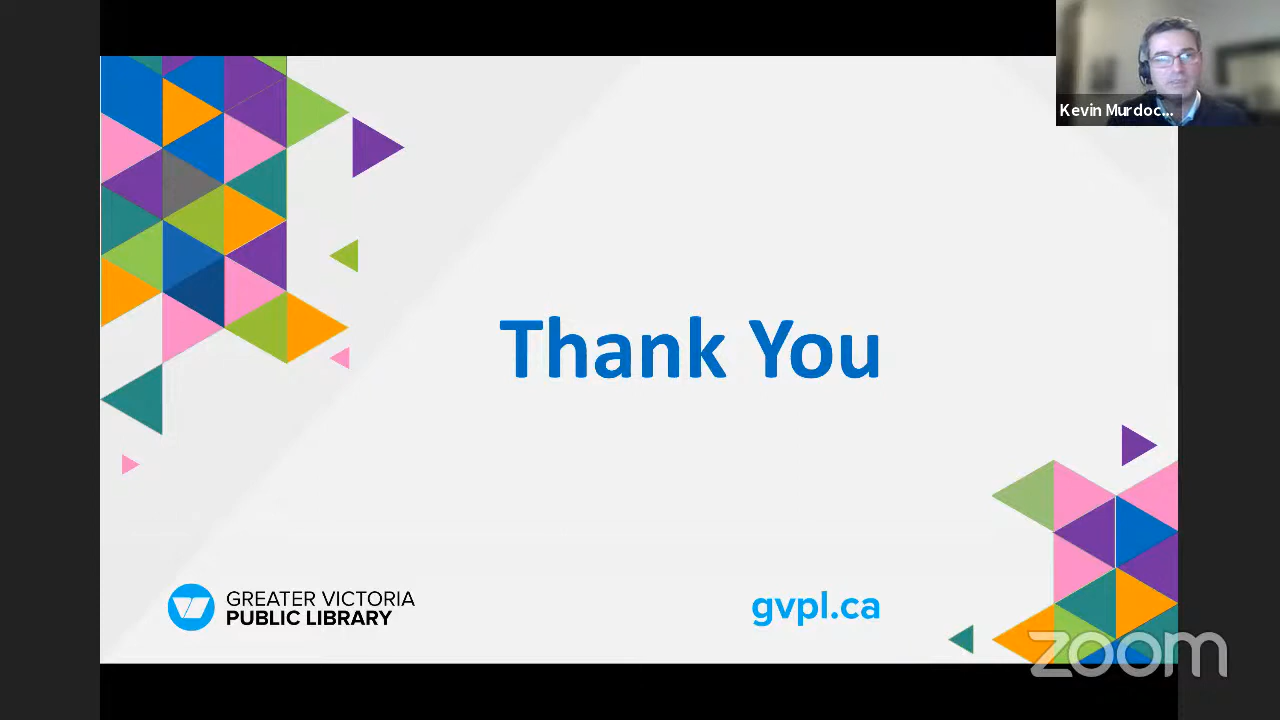 Kevin Murdoc...
Thank You
GREATER VICTORIA
PUBLIC LIBRARY
gvpl.ca
zoom